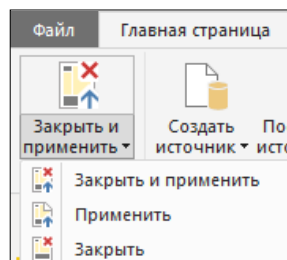 Файл Главная страница
Закрыть и Создать
применить источник
Закрыть и применить
Применить
Закрыть